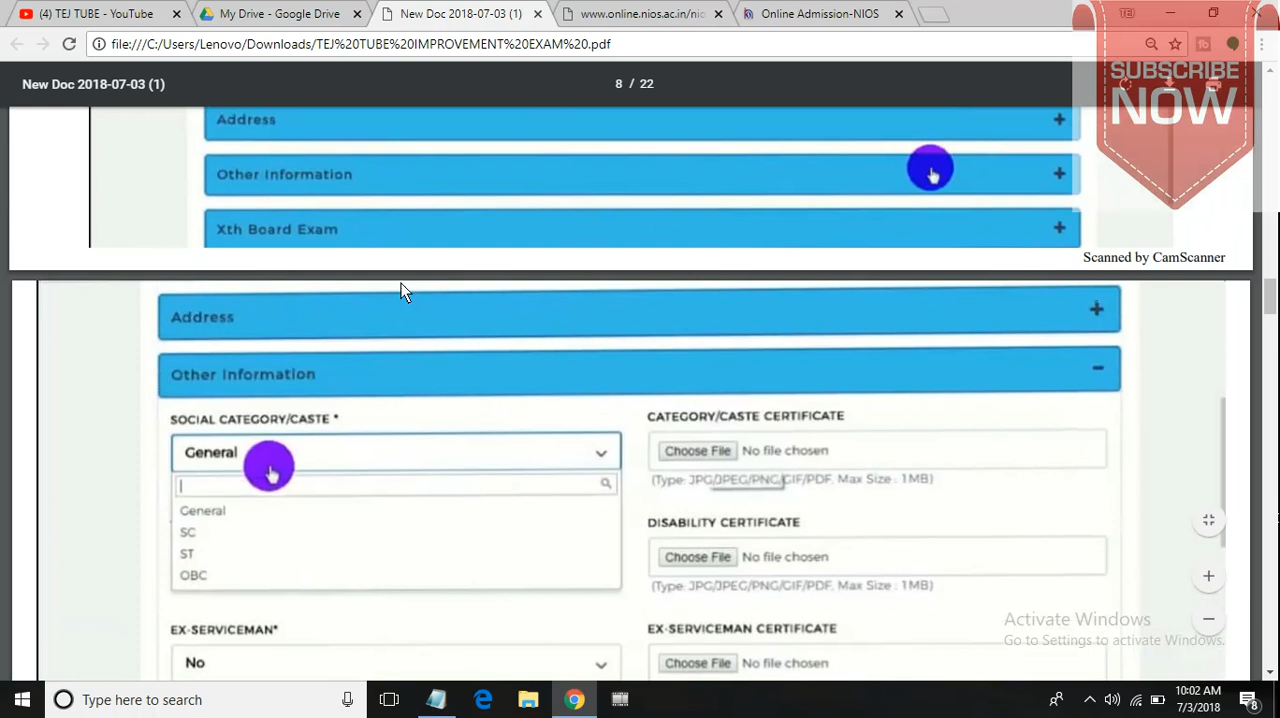 (4) TEJ TUBE - YouTube
My Drive - Google Drive
New Doc 2018-07-03 (1)
www.online.nios.ac.in/no
Online Admission-NIOS
TEJ
file:///C:/Users/Lenovo/Downloads/TEJ%20TUBE%20IMPROVEMENT%20EXAM%20.pdf
SUBSCRIBE
NOW
New Doc 2018-07-03 (1)
8 / 22
Address
Other Information
Xth Board Exam
Scanned by CamScanner
Address
Other Information
SOCIAL CATEGORY/CASTE *
CATEGORY/CASTE CERTIFICATE
General
Choose File No file chosen
(Type: JPG/JPEG/PNG/GIF/PDF, Max Size : 1MB)
General
SC
ST
OBC
DISABILITY CERTIFICATE
Choose File No file chosen
(Type: JPG/JPEG/PNG/GIF/PDF, Max Size : 1MB)
EX-SERVICEMAN*
EX-SERVICEMAN CERTIFICATE
No
Choose File No file chosen
Activate Windows
Go to Settings to activate Windows.
Type here to search
10:02 AM
7/3/2018
8